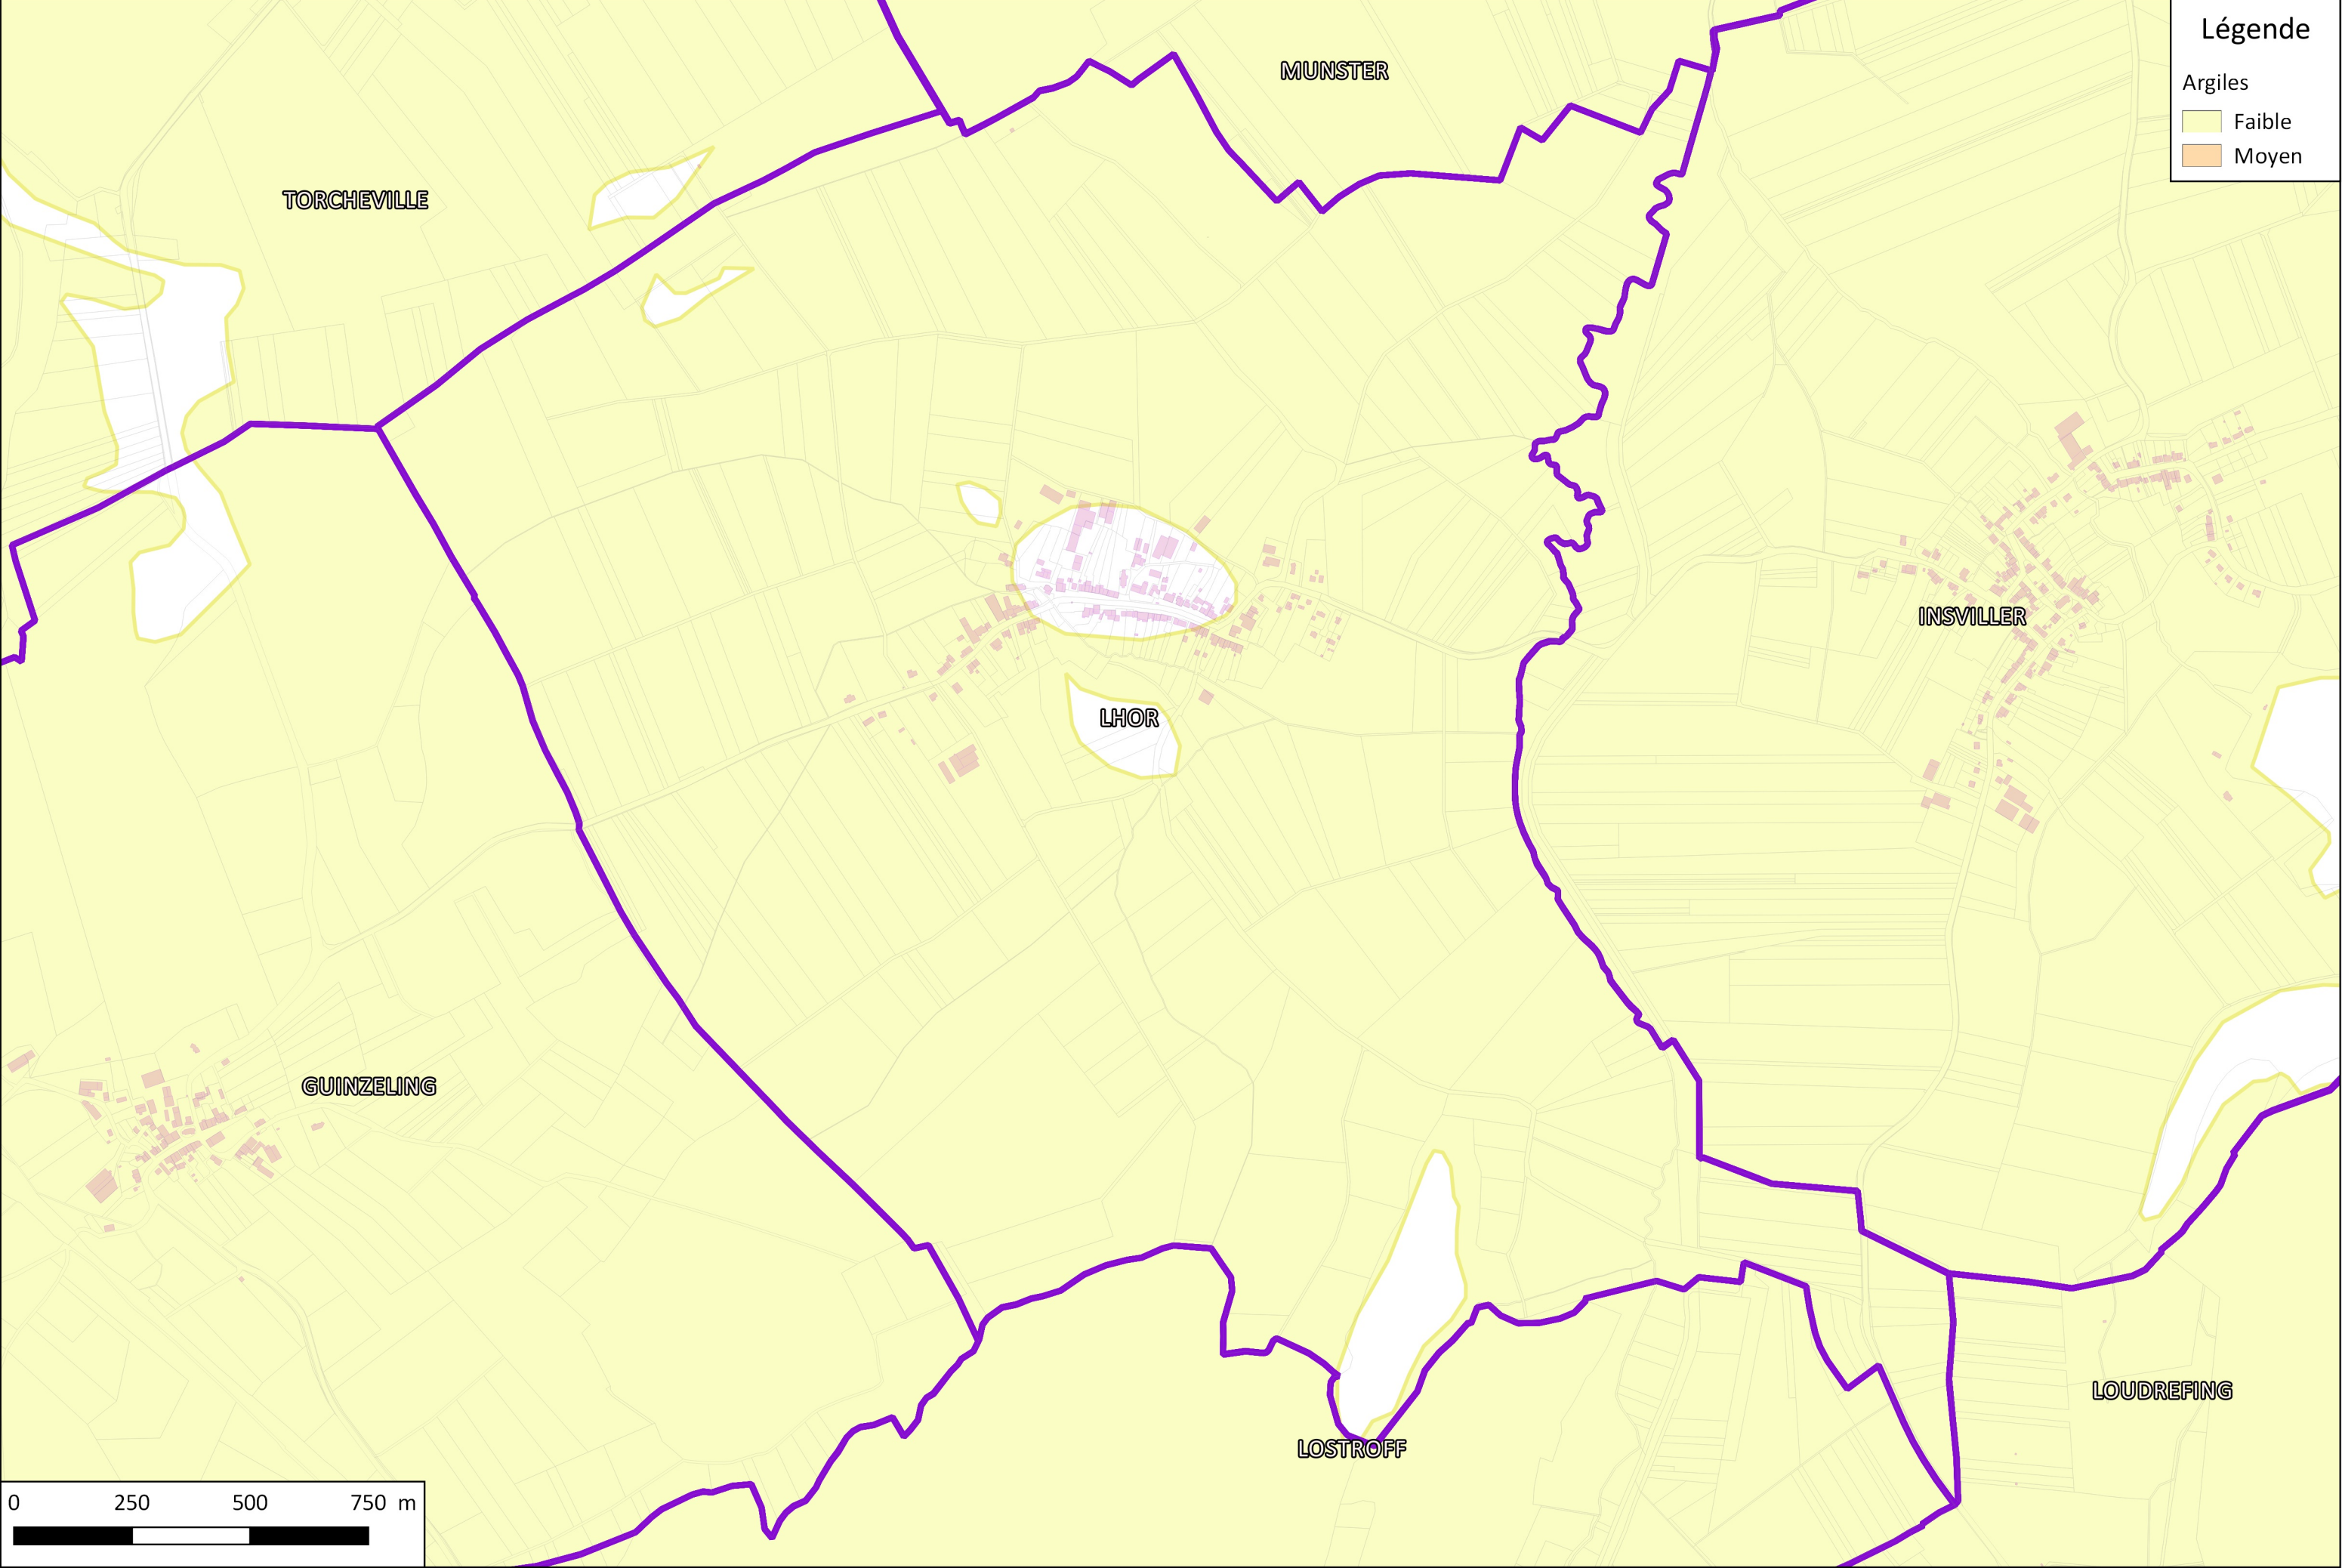 Légende
Argiles
Faible
Moyen
MUNSTER
TORCHEVILLE
INSVILLER
LHOR
GUINZELING
LOUDREFING
LOSTROFF
0 250 500 750 m